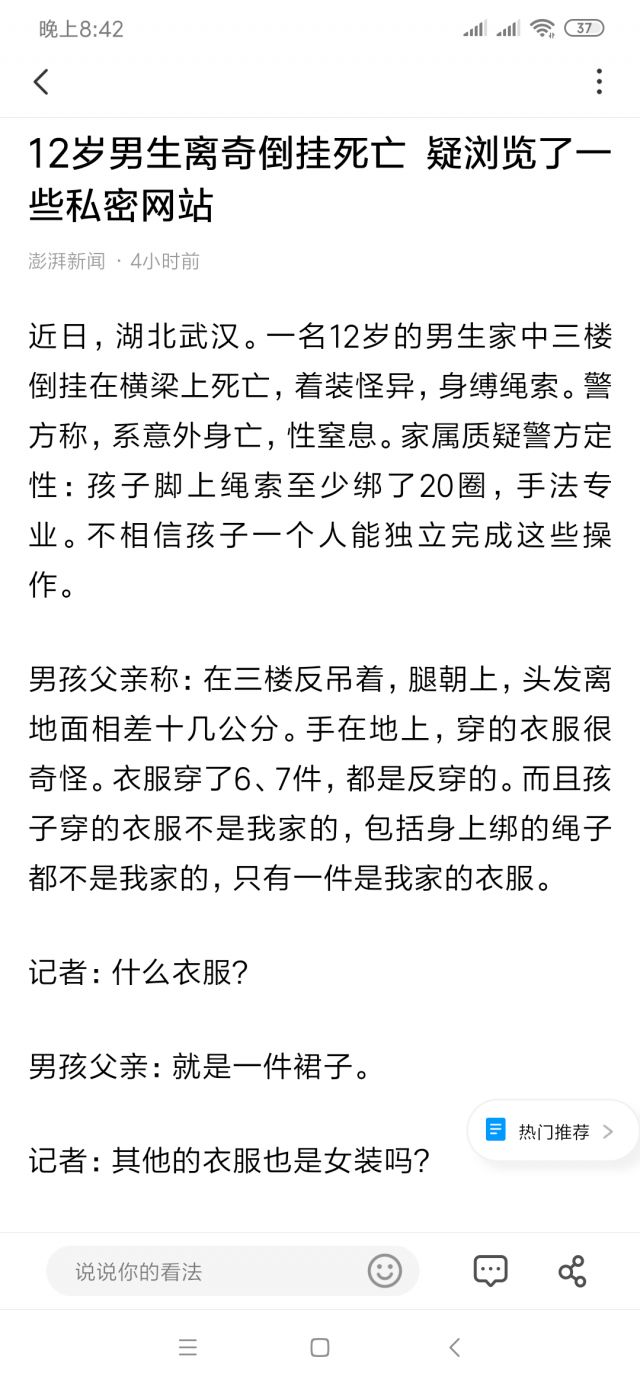 晚上8:42
37
12岁男生离奇倒挂死亡 疑浏览了一
些私密网站
澎湃新闻 · 4小时前
近日，湖北武汉。一名12岁的男生家中三楼
倒挂在横梁上死亡，着装怪异，身缚绳索。警
方称，系意外身亡，性窒息。家属质疑警方定
性：孩子脚上绳索至少绑了20圈，手法专
业。不相信孩子一个人能独立完成这些操
作。
男孩父亲称：在三楼反吊着，腿朝上，头发离
地面相差十几公分。手在地上，穿的衣服很
奇怪。衣服穿了6、7件，都是反穿的。而且孩
子穿的衣服不是我家的，包括身上绑的绳子
都不是我家的，只有一件是我家的衣服。
记者：什么衣服？
男孩父亲：就是一件裙子。
热门推荐
记者：其他的衣服也是女装吗？
说说你的看法